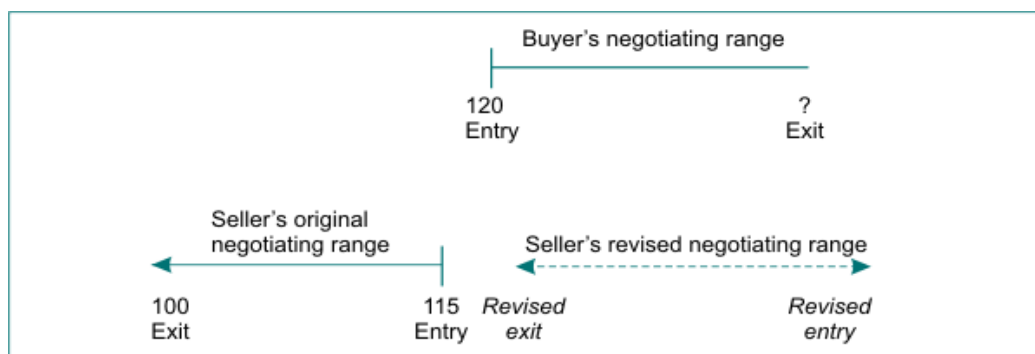 Buyer’s negotiating range
120 ?
Entry Exit
Seller’s original
negotiating range
Seller’s revised negotiating range
100 115 Revised Revised
Exit Entry exit entry